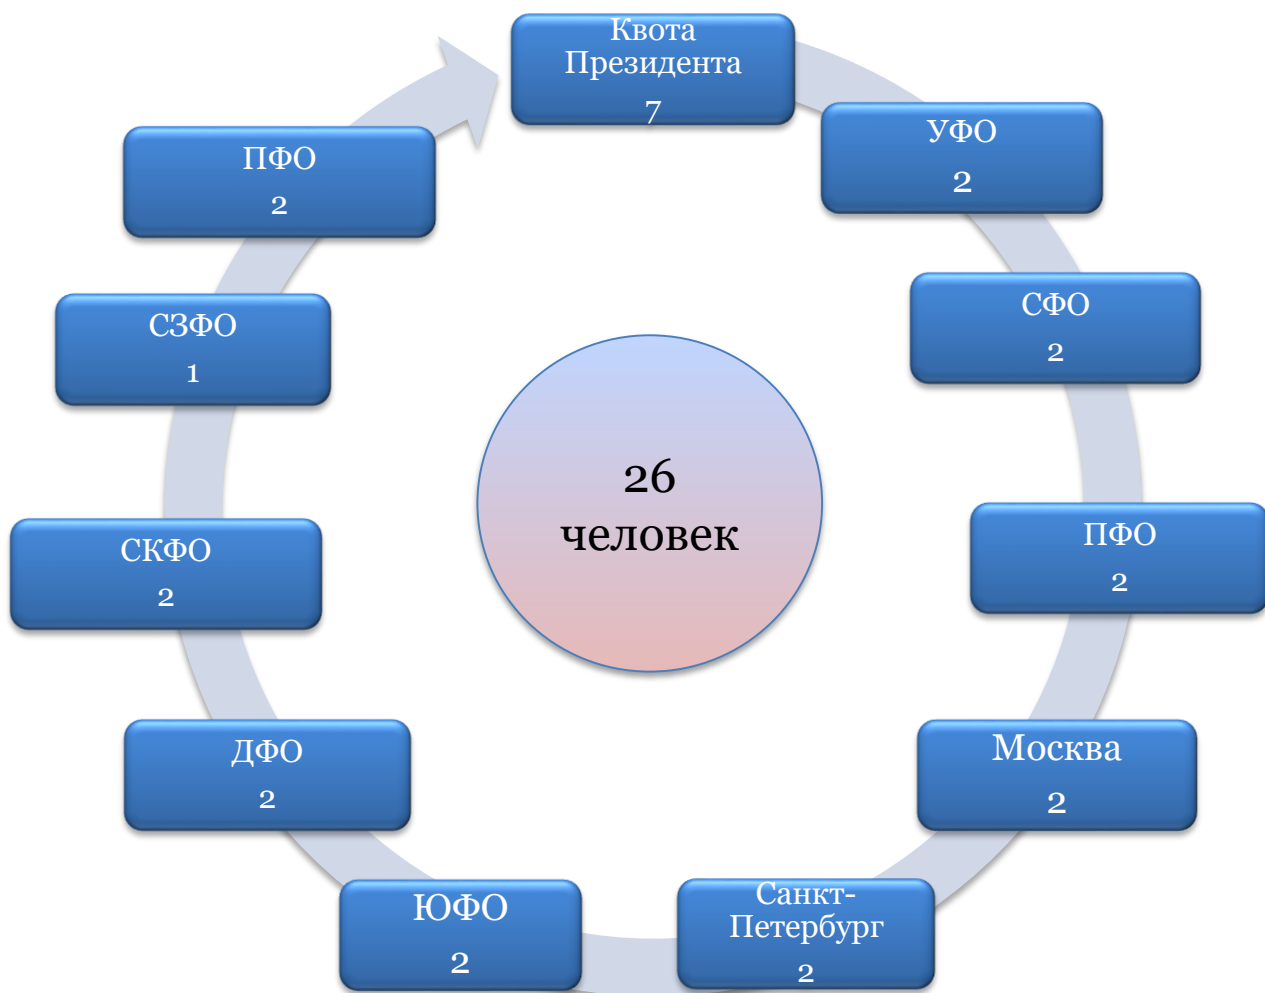 Квота
Президента
7
УФО
2
СФО
2
ПФО
2
Москва
2
Санкт-
Петербург
2
ЮФО
2
ДФО
2
СКФО
2
СЗФО
1
ПФО
2
26
человек